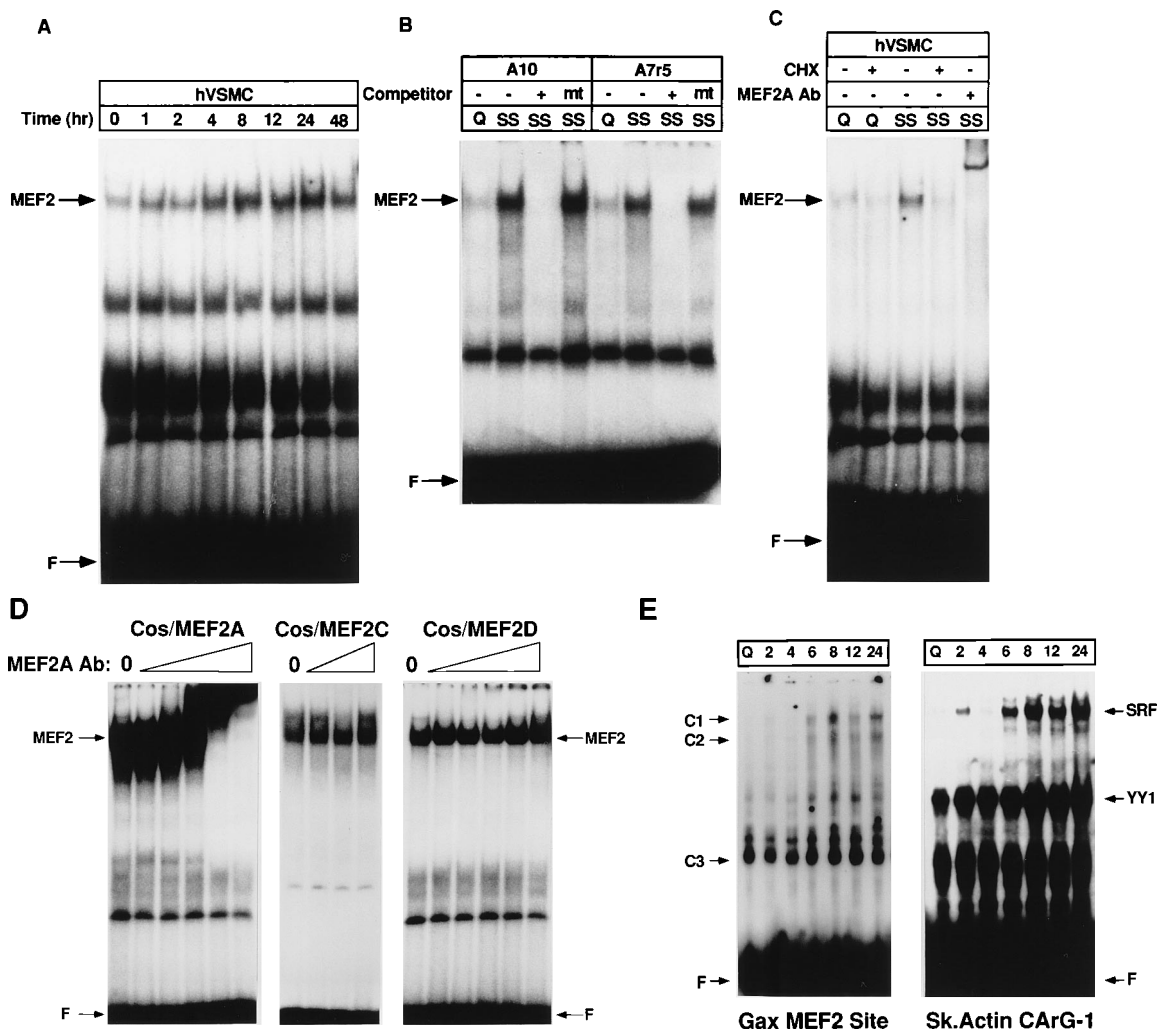 A
hVSMC
Time (hr) 0 1 2 4 8 12 24 48
MEF2
F
B
A10 A7r5
Competitor - - + mt - - + mt
Q SS SS SS Q SS SS SS
MEF2
F
C
hVSMC
CHX - + - + -
MEF2A Ab - - - - +
Q Q SS SS SS
MEF2
F
D
Cos/MEF2A Cos/MEF2C Cos/MEF2D
MEF2A Ab: 0 0 0
MEF2 MEF2
F F
E
Q 2 4 6 8 12 24 Q 2 4 6 8 12 24
C1 SRF
C2
YY1
C3
F F
Gax MEF2 Site Sk.Actin CArG-1